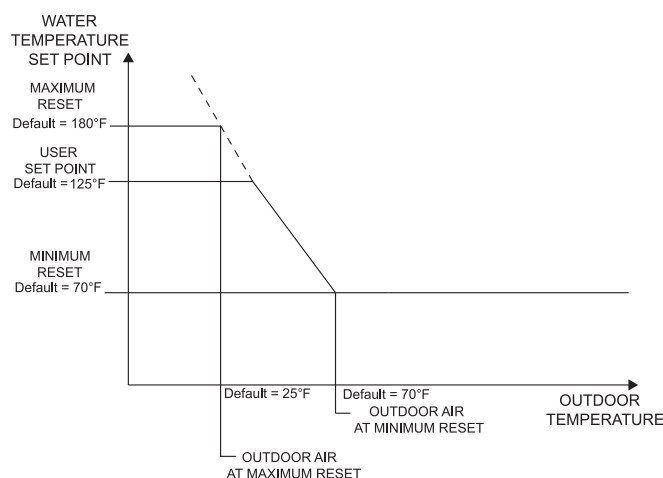 WATER
TEMPERATURE
SET POINT
MAXIMUM
RESET
Default = 180°F
USER
SET POINT
Default =125°F
MINIMUM
RESET
Default = 70°F
Default = 25°F
Default = 70°F
OUTDOOR AIR
AT MINIMUM RESET
OUTDOOR
TEMPERATURE
OUTDOOR AIR
AT MAXIMUM RESET